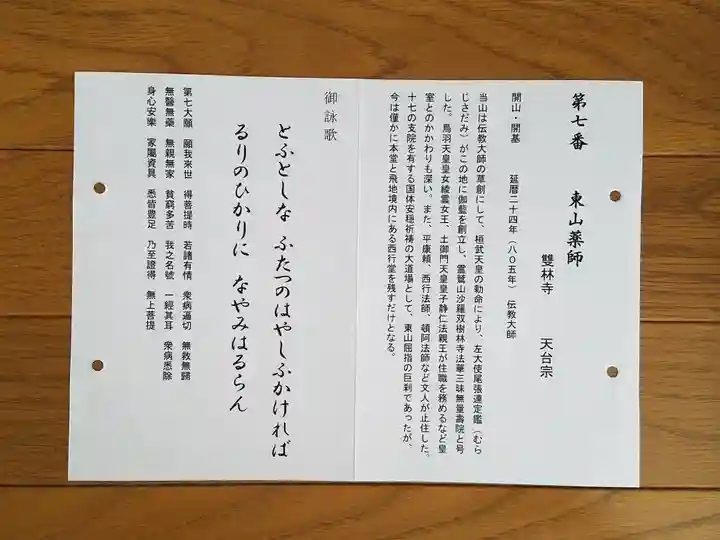 第七番　東山薬師　雙林寺　天台宗
開山・開基　延暦二十四年（八〇五年）　伝教大師
当山は伝教大師の草創にして、桓武天皇の勅命により、左大使尾張連定鑑（むら
じさだみ）がこの地に伽藍を創立し、霊鷲山沙羅双樹林寺法華三昧無量壽院と号
した。鳥羽天皇皇女綾雲女王、土御門天皇皇子静仁法親王が住職を務めるなど皇
室とのかかわりも深い。また、平康頼、西行法師、頓阿法師など文人が止住した。
十七の支院を有する国体安穏祈祷の大道場として、東山屈指の巨刹であったが、
今は僅かに本堂と飛地境内にある西行堂を残すだけとなる。
御詠歌
とふとしな　ふたつのはやしふかければ
るりのひかりに　なやみはるらん
第七大願　願我來世　得菩提時　若諸有情　衆病逼切　無救無歸
無醫無藥　無親無家　貧窮多苦　我之名號　一經其耳　衆病悉除
身心安樂　家屬資具　悉皆豊足　乃至證得　無上菩提